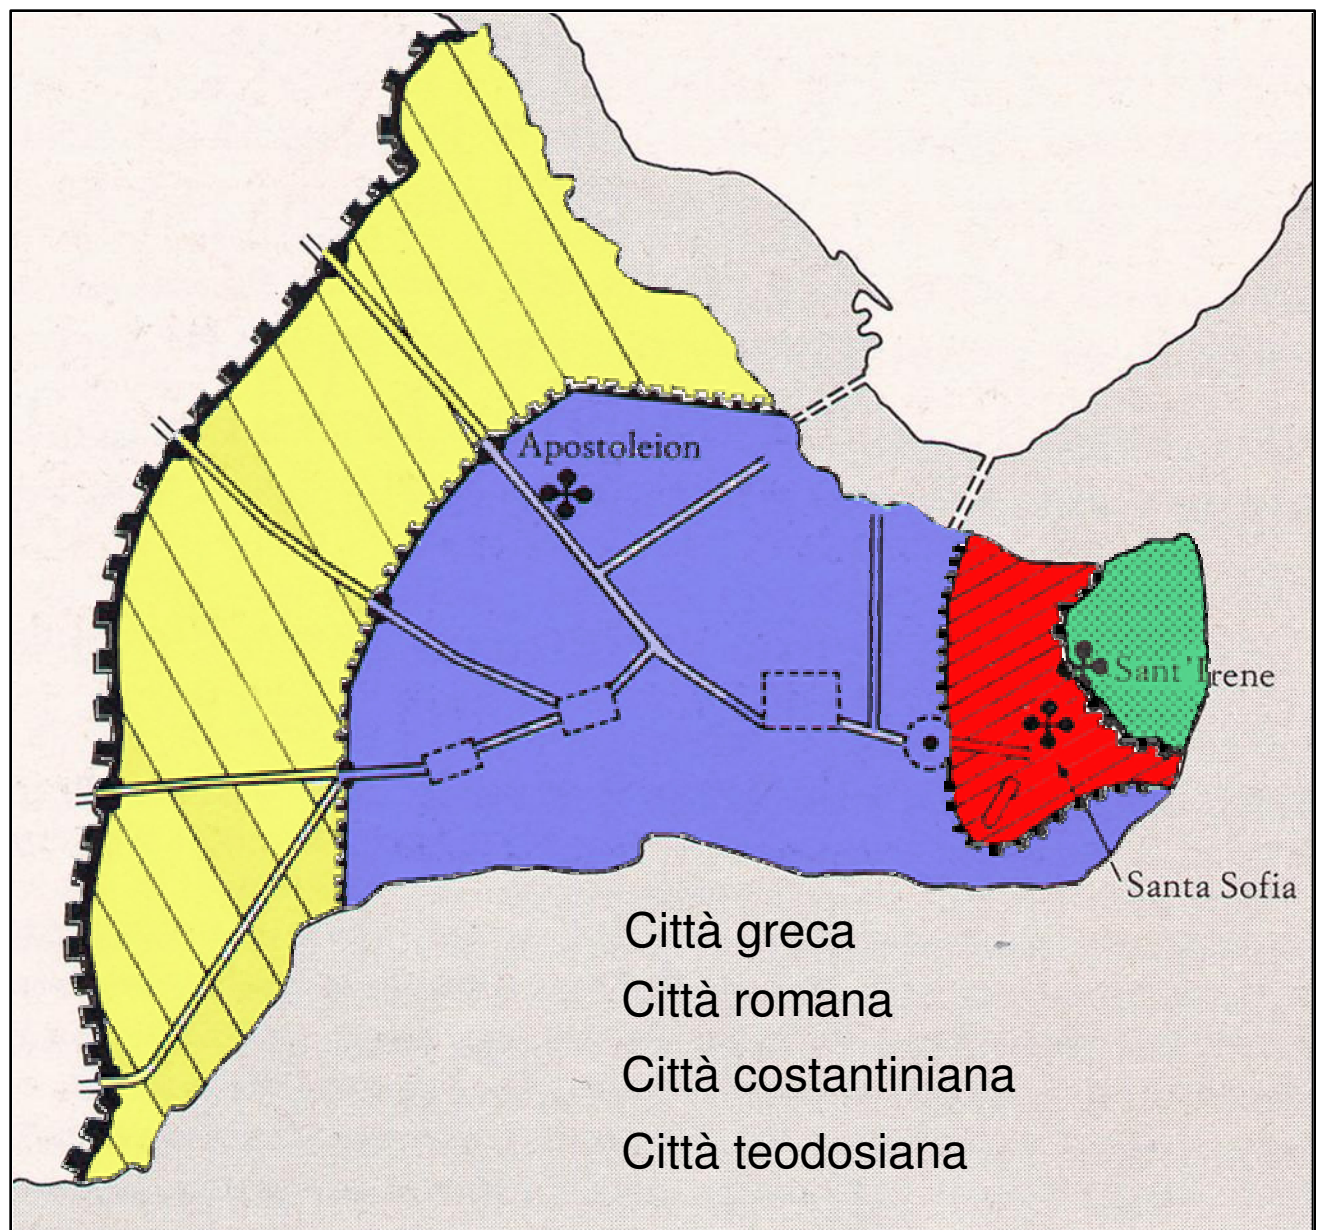 Apostoleion
Sant'Irene
Santa Sofia
Città greca
Città romana
Città costantiniana
Città teodosiana